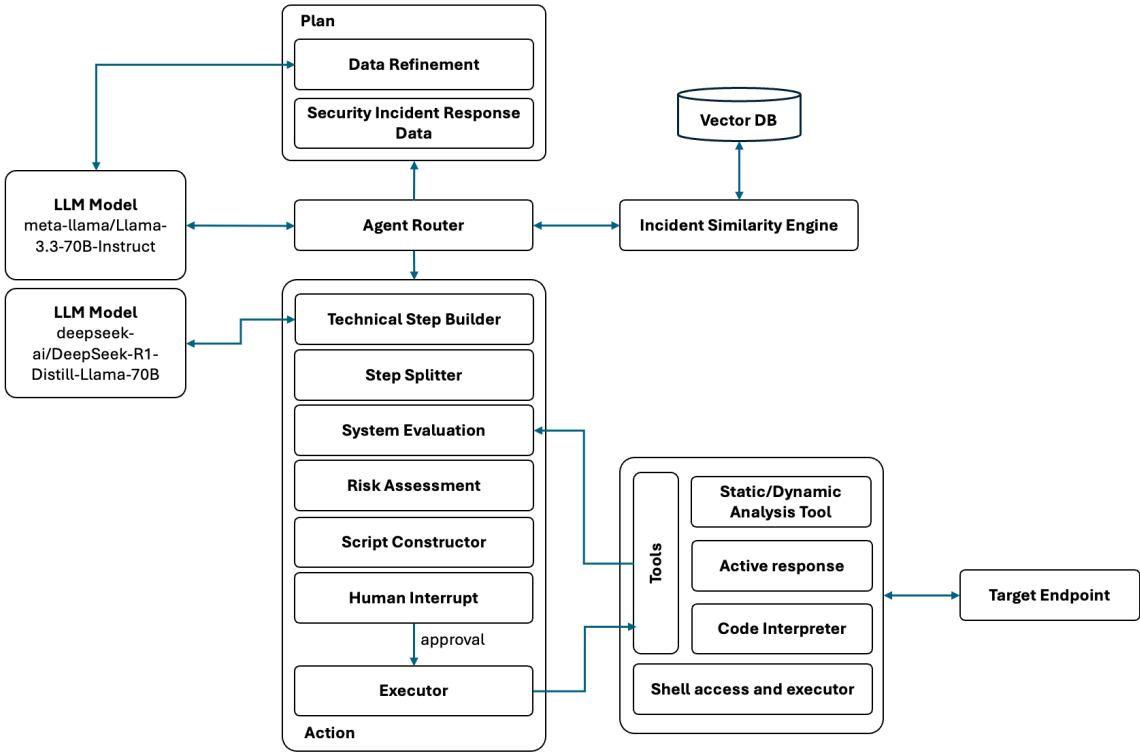 Plan
Data Refinement
Security Incident Response
Data
Vector DB
LLM Model
meta-llama/Llama-
3.3-70B-Instruct
Agent Router
Incident Similarity Engine
LLM Model
deepseek-
ai/DeepSeek-R1-
Distill-Llama-70B
Technical Step Builder
Step Splitter
System Evaluation
Risk Assessment
Script Constructor
Human Interrupt
approval
Executor
Action
Tools
Static/Dynamic
Analysis Tool
Active response
Code Interpreter
Shell access and executor
Target Endpoint